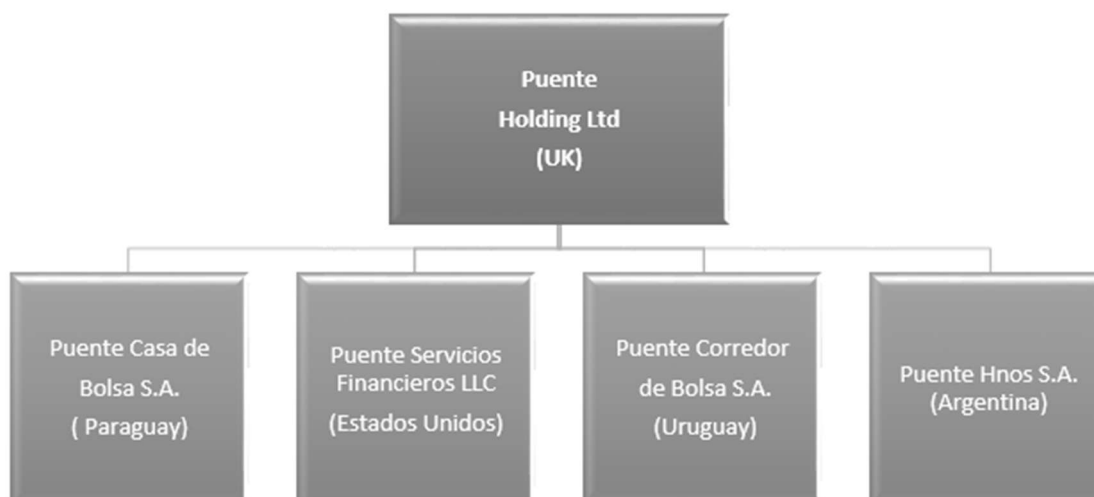 Puente
Holding Ltd
(UK)
Puente Casa de
Bolsa S.A.
( Paraguay)
Puente Servicios
Financieros LLC
(Estados Unidos)
Puente Corredor
de Bolsa S.A.
(Uruguay)
Puente Hnos S.A.
(Argentina)